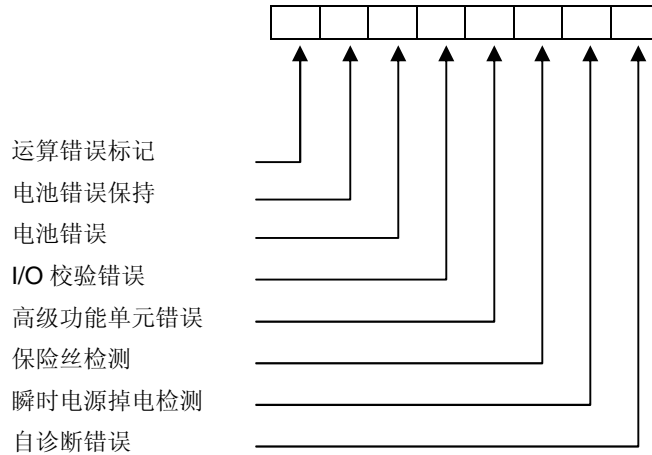 运算错误标记
电池错误保持
电池错误
I/O 校验错误
高级功能单元错误
保险丝检测
瞬时电源掉电检测
自诊断错误